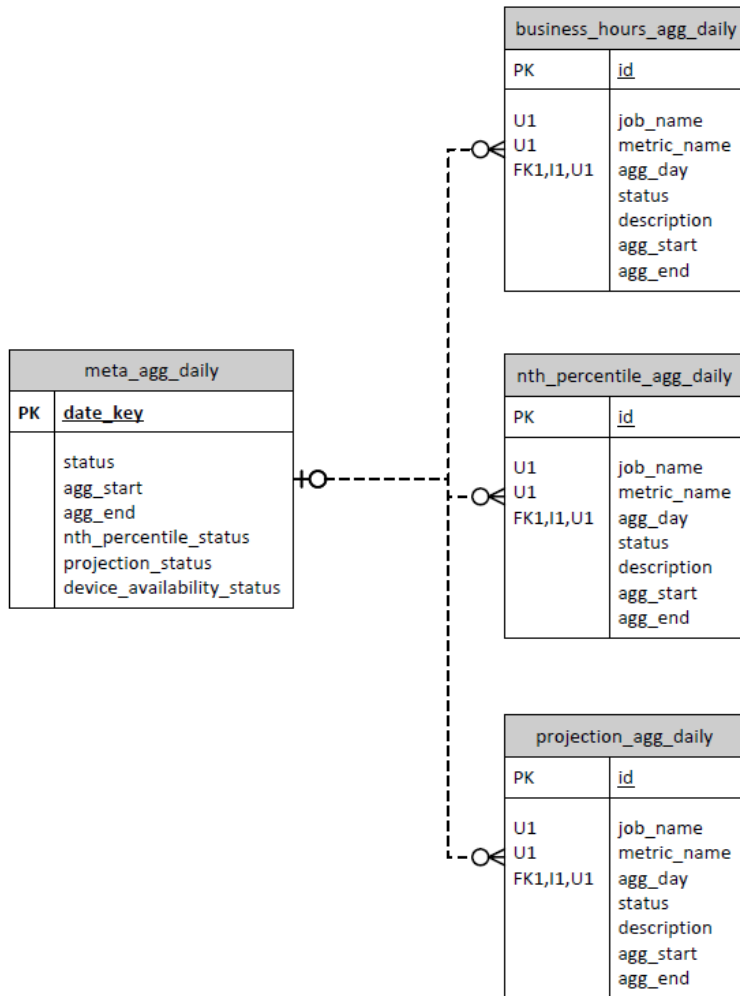 business_hours_agg_daily
PK id
U1 job_name
U1 metric_name
FK1,I1,U1 agg_day
status
description
agg_start
agg_end
meta_agg_daily
PK date_key
status
agg_start
agg_end
nth_percentile_status
projection_status
device_availability_status
nth_percentile_agg_daily
PK id
U1 job_name
U1 metric_name
FK1,I1,U1 agg_day
status
description
agg_start
agg_end
projection_agg_daily
PK id
U1 job_name
U1 metric_name
FK1,I1,U1 agg_day
status
description
agg_start
agg_end